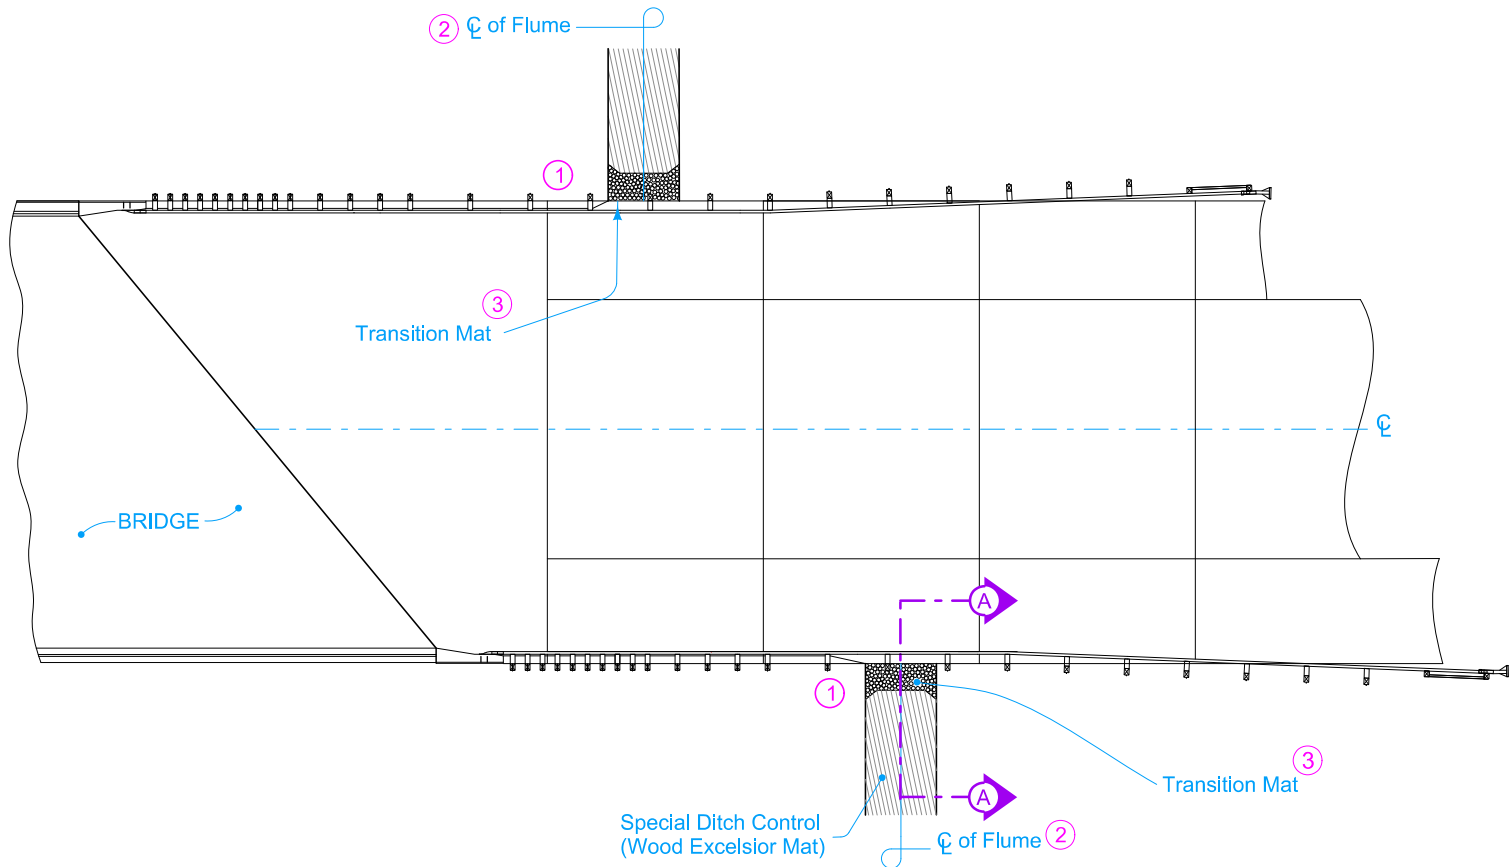 ② ℄ of Flume
①
③
Transition Mat
℄
BRIDGE
A
①
③
Transition Mat
A
Special Ditch Control
(Wood Excelsior Mat)
℄ of Flume ②